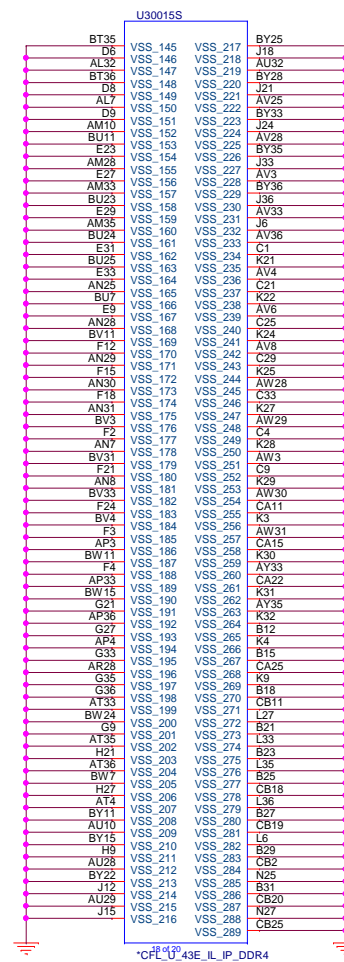 U30015S
BT35 VSS_145 VSS_217 BY25
D6 VSS_146 VSS_218 J18
AL32 VSS_147 VSS_219 AU32
BT36 VSS_148 VSS_220 BY28
D8 VSS_149 VSS_221 J21
AL7 VSS_150 VSS_222 AV25
D9 VSS_151 VSS_223 BY33
AM10 VSS_152 VSS_224 J24
BU11 VSS_153 VSS_225 AV28
E23 VSS_154 VSS_226 BY35
AM28 VSS_155 VSS_227 J33
E27 VSS_156 VSS_228 AV3
AM33 VSS_157 VSS_229 BY36
BU23 VSS_158 VSS_230 J36
E29 VSS_159 VSS_231 AV33
AM35 VSS_160 VSS_232 J6
BU24 VSS_161 VSS_233 AV36
E31 VSS_162 VSS_234 C1
BU25 VSS_163 VSS_235 K21
E33 VSS_164 VSS_236 AV4
AN25 VSS_165 VSS_237 C21
BU7 VSS_166 VSS_238 K22
E9 VSS_167 VSS_239 AV6
AN28 VSS_168 VSS_240 C25
BV11 VSS_169 VSS_241 K24
F12 VSS_170 VSS_242 AV8
AN29 VSS_171 VSS_243 C29
F15 VSS_172 VSS_244 K25
AN30 VSS_173 VSS_245 AW28
F18 VSS_174 VSS_246 C33
AN31 VSS_175 VSS_247 K27
BV3 VSS_176 VSS_248 AW29
F2 VSS_177 VSS_249 C4
AN7 VSS_178 VSS_250 K28
BV31 VSS_179 VSS_251 AW3
F21 VSS_180 VSS_252 C9
AN8 VSS_181 VSS_253 K29
BV33 VSS_182 VSS_254 AW30
F24 VSS_183 VSS_255 CA11
BV4 VSS_184 VSS_256 K3
F3 VSS_185 VSS_257 AW31
AP3 VSS_186 VSS_258 CA15
BW11 VSS_187 VSS_259 K30
F4 VSS_188 VSS_260 AY33
AP33 VSS_189 VSS_261 CA22
BW15 VSS_190 VSS_262 K31
G21 VSS_191 VSS_263 AY35
AP36 VSS_192 VSS_264 K32
G27 VSS_193 VSS_265 B12
AP4 VSS_194 VSS_266 K4
G33 VSS_195 VSS_267 B15
AR28 VSS_196 VSS_268 CA25
G35 VSS_197 VSS_269 K9
G36 VSS_198 VSS_270 B18
AT33 VSS_199 VSS_271 CB11
BW24 VSS_200 VSS_272 L27
G9 VSS_201 VSS_273 B21
AT35 VSS_202 VSS_274 L33
H21 VSS_203 VSS_275 B23
AT36 VSS_204 VSS_276 L35
BW7 VSS_205 VSS_277 B25
H27 VSS_206 VSS_278 CB18
AT4 VSS_207 VSS_279 L36
BY11 VSS_208 VSS_280 B27
AU10 VSS_209 VSS_281 CB19
BY15 VSS_210 VSS_282 L6
H9 VSS_211 VSS_283 B29
AU28 VSS_212 VSS_284 CB2
BY22 VSS_213 VSS_285 N25
J12 VSS_214 VSS_286 B31
AU29 VSS_215 VSS_287 CB20
J15 VSS_216 VSS_288 N27
VSS_289 CB25
18 of 20
*CFL_U_43E_IL_IP_DDR4